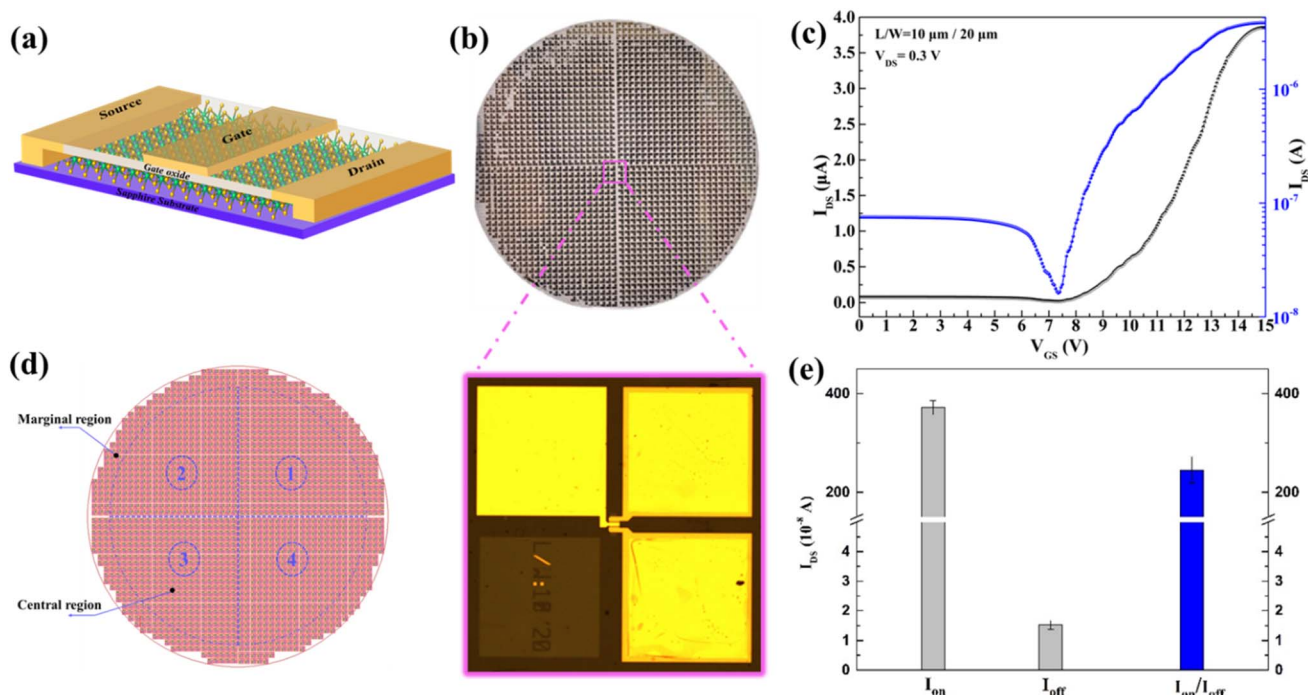 (a)
Source
Gate
Drain
Gate oxide
Sapphire Substrate
(b)
L/W:10 '20
(c)
L/W=10 μm / 20 μm
V_DS= 0.3 V
4.0
3.5
3.0
2.5
2.0
1.5
1.0
0.5
0.0
I_DS (μA)
0 1 2 3 4 5 6 7 8 9 10 11 12 13 14 15
V_GS (V)
10⁻⁶
10⁻⁷
10⁻⁸
I_DS (A)
(d)
Marginal region
2 1
3 4
Central region
(e)
400
200
4
3
2
1
0
I_DS (10⁻⁸ A)
400
200
4
3
2
1
0
I_on I_off I_on/I_off